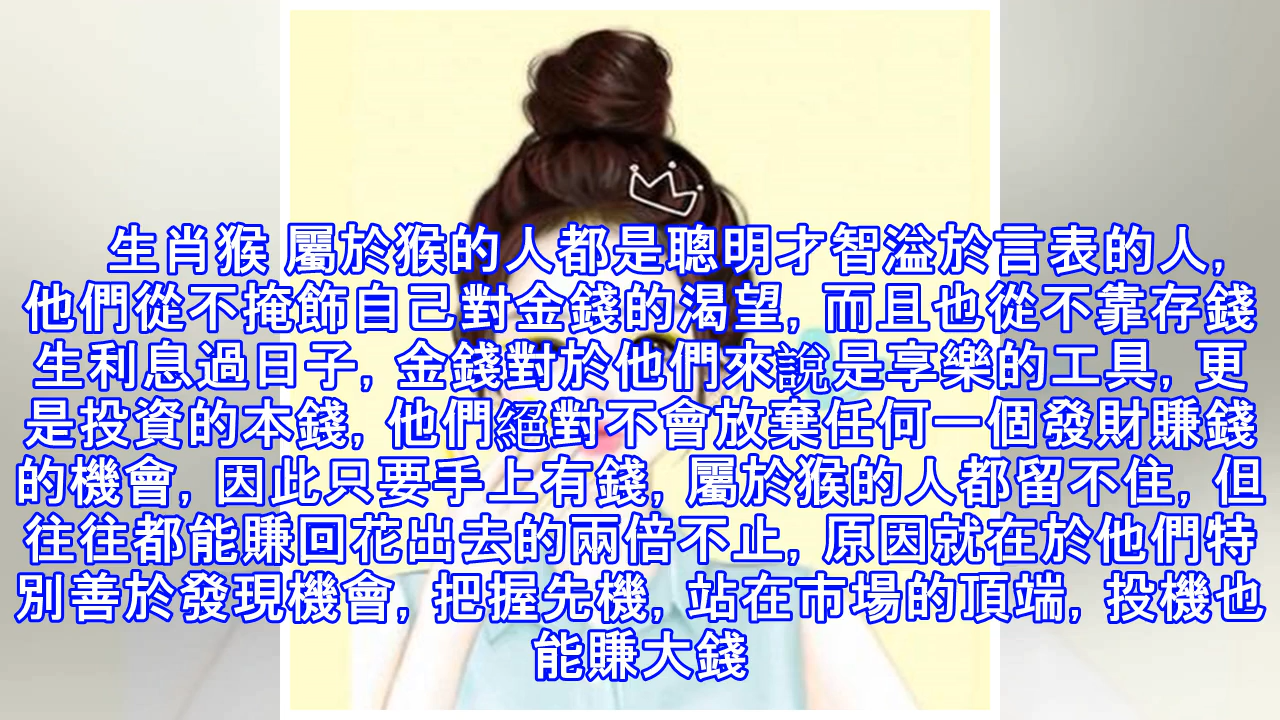 生肖猴 屬於猴的人都是聰明才智溢於言表的人,
他們從不掩飾自己對金錢的渴望, 而且也從不靠存錢
生利息過日子, 金錢對於他們來說是享樂的工具, 更
是投資的本錢, 他們絕對不會放棄任何一個發財賺錢
的機會, 因此只要手上有錢, 屬於猴的人都留不住, 但
往往都能賺回花出去的兩倍不止, 原因就在於他們特
別善於發現機會, 把握先機, 站在市場的頂端, 投機也
能賺大錢